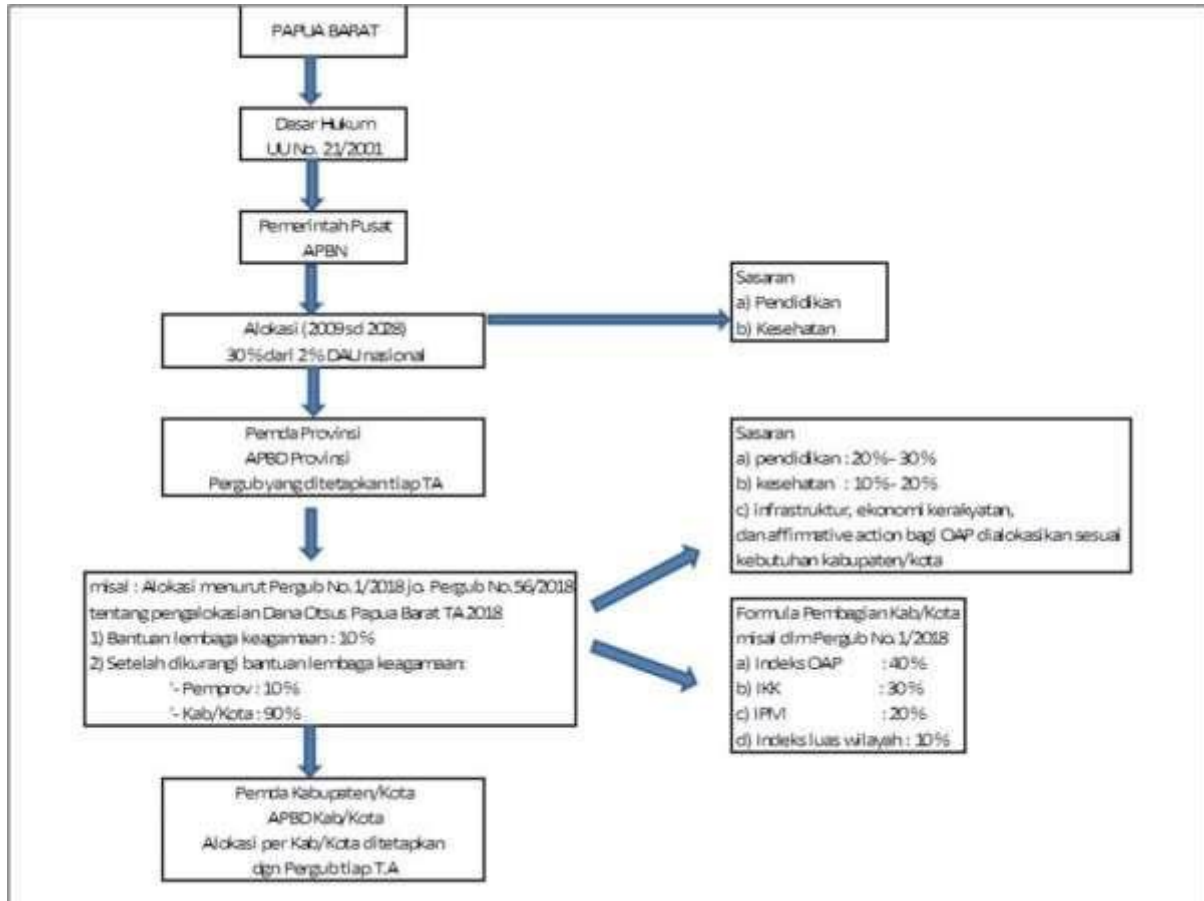 PAPUA BARAT
Dasar Hukum
UU No. 21/2001
Pemerintah Pusat
APBN
Alokasi (2009 sd 2028)
30% dari 2% DAU nasional
Sasaran
a) Pendidikan
b) Kesehatan
Pemda Provinsi
APBD Provinsi
Pergub yang ditetapkan tiap TA
Sasaran
a) pendidikan : 20% - 30%
b) kesehatan : 10% - 20%
c) infrastruktur, ekonomi kerakyatan,
dan affirmative action bagi OAP dialokasikan sesuai
kebutuhan kabupaten/kota
misal : Alokasi menurut Pergub No. 1/2018 jo. Pergub No.56/2018
tentang pengalokasian Dana Otsus Papua Barat TA 2018
1) Bantuan lembaga keagamaan : 10%
2) Setelah dikurangi bantuan lembaga keagamaan:
'- Pemprov : 10%
'- Kab/Kota : 90%
Formula Pembagian Kab/Kota
misal dlm Pergub No. 1/2018
a) Indeks OAP : 40%
b) IKK : 30%
c) IPM : 20%
d) Indeks luas wilayah : 10%
Pemda Kabupaten/Kota
APBD Kab/Kota
Alokasi per Kab/Kota ditetapkan
dgn Pergub tiap T.A